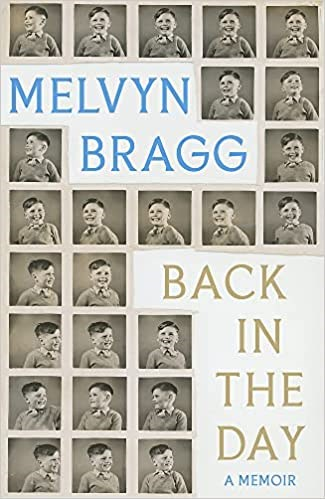 MELVYN
BRAGG
BACK
IN
THE
DAY
A MEMOIR